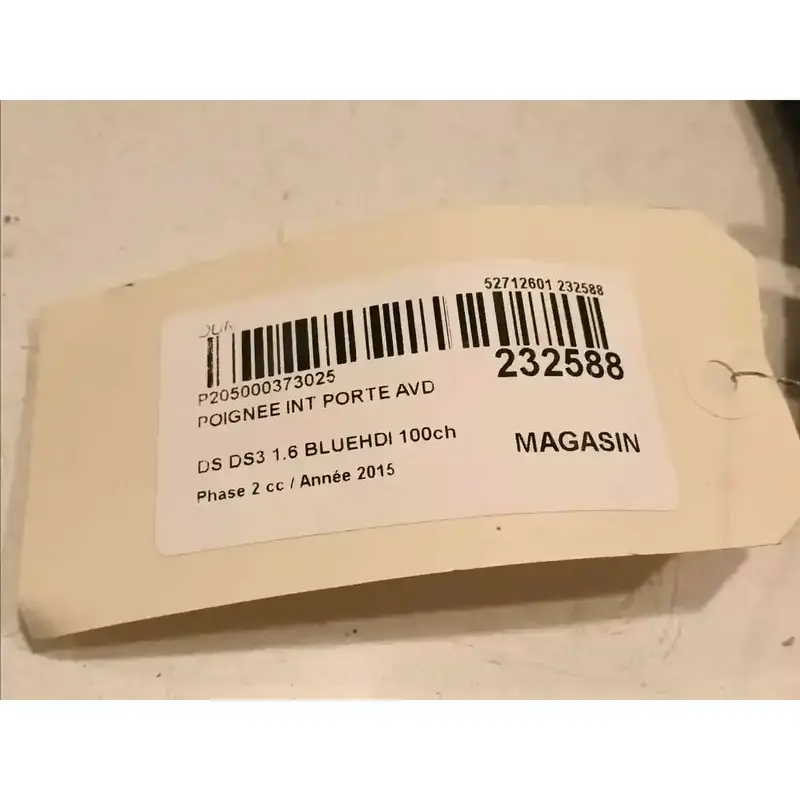 52712601 232588
P205000373025
232588
POIGNEE INT PORTE AVD
DS DS3 1.6 BLUEHDI 100ch
MAGASIN
Phase 2 cc / Année 2015